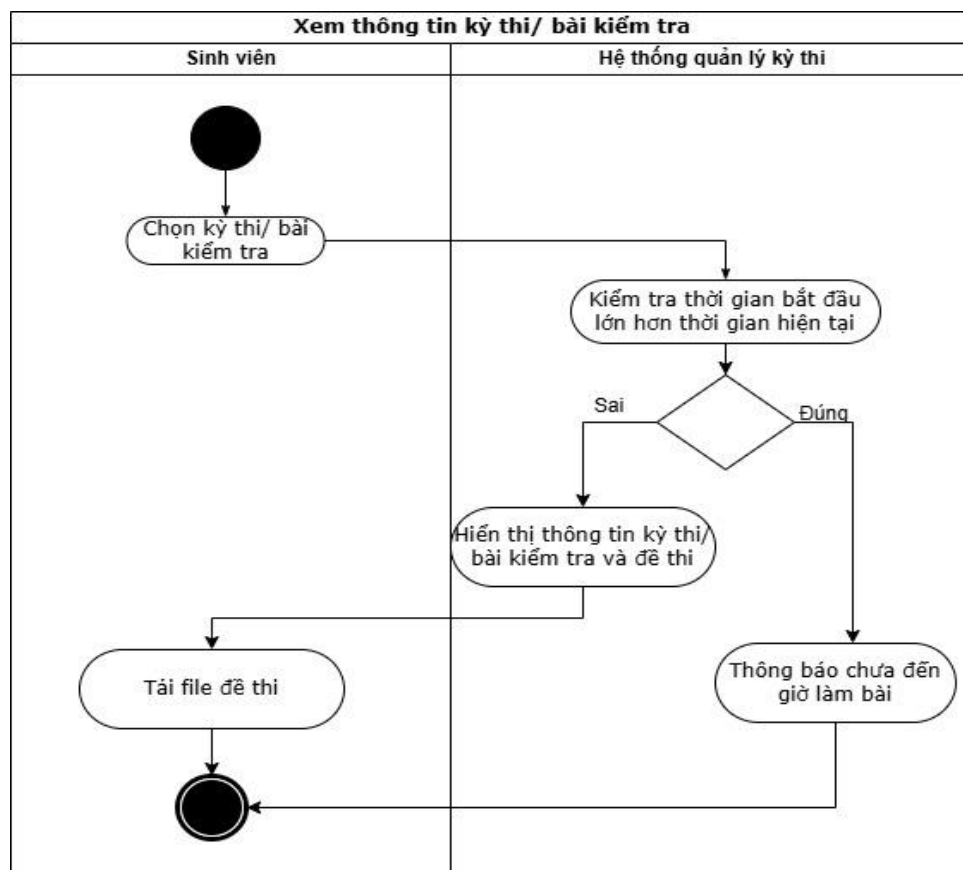 Xem thông tin kỳ thi/ bài kiểm tra
Sinh viên
Hệ thống quản lý kỳ thi
Chọn kỳ thi/ bài
kiểm tra
Kiểm tra thời gian bắt đầu
lớn hơn thời gian hiện tại
Sai
Đúng
Hiển thị thông tin kỳ thi/
bài kiểm tra và đề thi
Tải file đề thi
Thông báo chưa đến
giờ làm bài